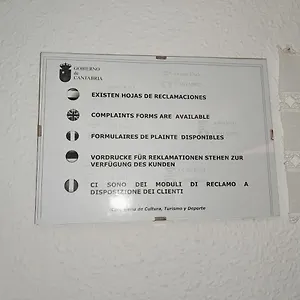 GOBIERNO
de
CANTABRIA
EXISTEN HOJAS DE RECLAMACIONES
COMPLAINTS FORMS ARE AVAILABLE
FORMULAIRES DE PLAINTE DISPONIBLES
VORDRUCKE FÜR REKLAMATIONEN STEHEN ZUR
VERFÜGUNG DES KUNDEN
CI SONO DEI MODULI DI RECLAMO A
DISPOSIZIONE DEI CLIENTI
de Cultura, Turismo y Deporte